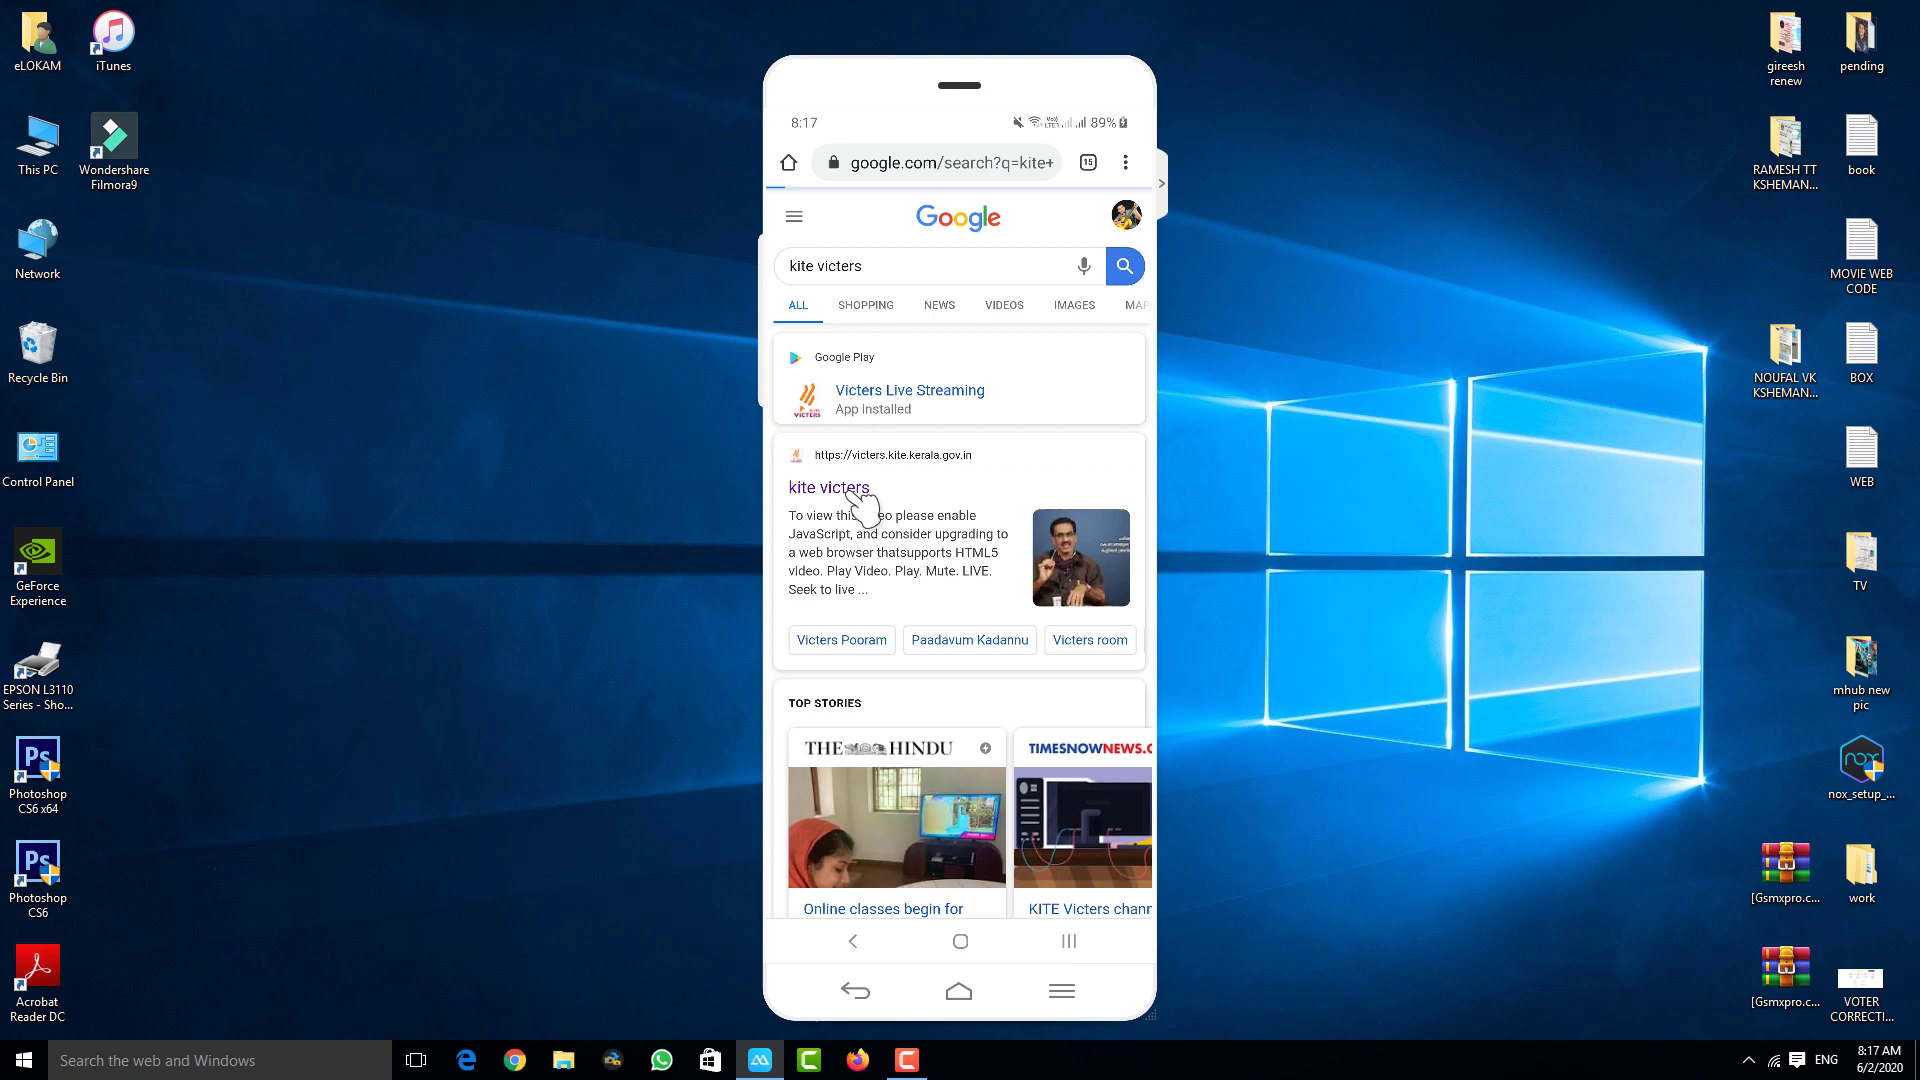 eLOKAM
iTunes
This PC
Wondershare
Filmora9
Network
Recycle Bin
Control Panel
GeForce
Experience
EPSON L3110
Series - Sho...
Ps
Photoshop
CS6 x64
Ps
Photoshop
CS6
Acrobat
Reader DC
8:17
89%
google.com/search?q=kite+
15
Google
kite victers
ALL
SHOPPING
NEWS
VIDEOS
IMAGES
MAP
Google Play
Victers Live Streaming
App installed
https://victers.kite.kerala.gov.in
kite victers
To view this eo please enable
JavaScript, and consider upgrading to
a web browser thatsupports HTML5
video. Play Video. Play. Mute. LIVE.
Seek to live ...
Victers Pooram
Paadavum Kadannu
Victers room
TOP STORIES
THE HINDU
TIMESNOWNEWS.C
Online classes begin for
KITE Victers chann
gireesh
renew
pending
RAMESH TT
KSHEMAN...
book
MOVIE WEB
CODE
NOUFAL VK
KSHEMAN...
BOX
WEB
TV
mhub new
pic
nox
nox_setup_...
[Gsmxpro.c...
work
[Gsmxpro.c...
VOTER
CORRECTI...
Search the web and Windows
ENG
8:17 AM
6/2/2020